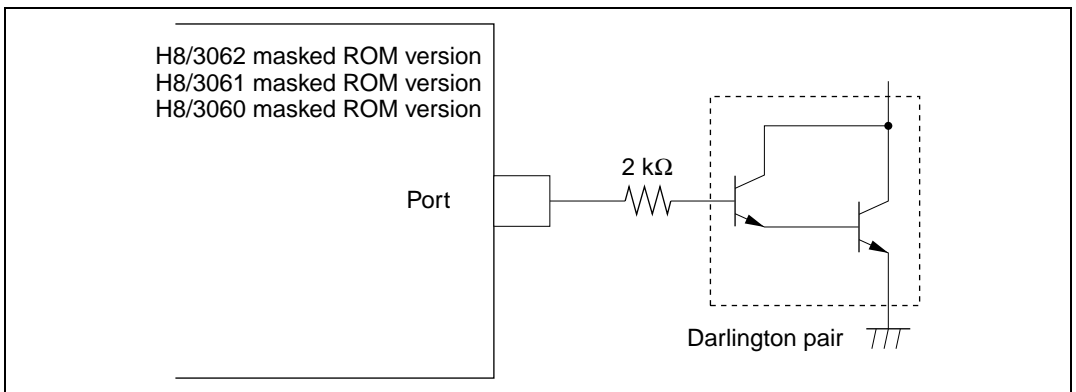 H8/3062 masked ROM version
H8/3061 masked ROM version
H8/3060 masked ROM version
2 kΩ
Port
Darlington pair